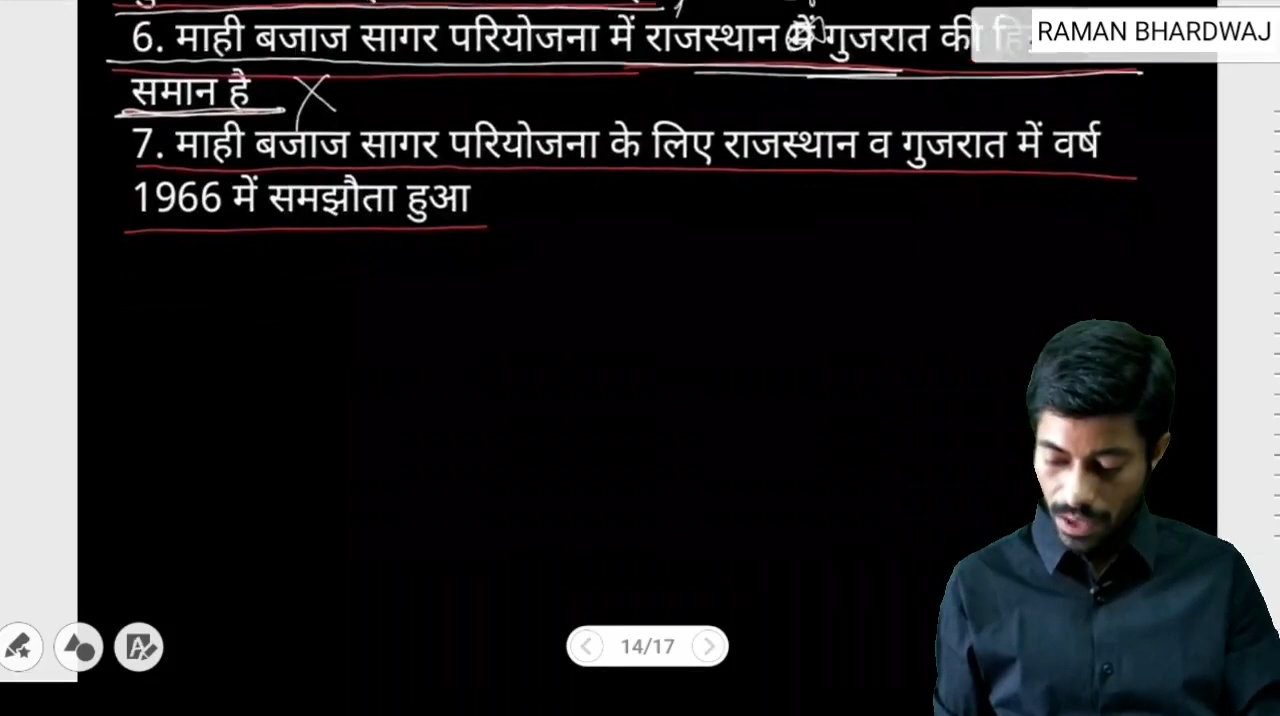 6. माही बजाज सागर परियोजना में राजस्थान गुजरात की
RAMAN BHARDWAJ
समान है
7. माही बजाज सागर परियोजना के लिए राजस्थान व गुजरात में वर्ष
1966 में समझौता हुआ
14/17